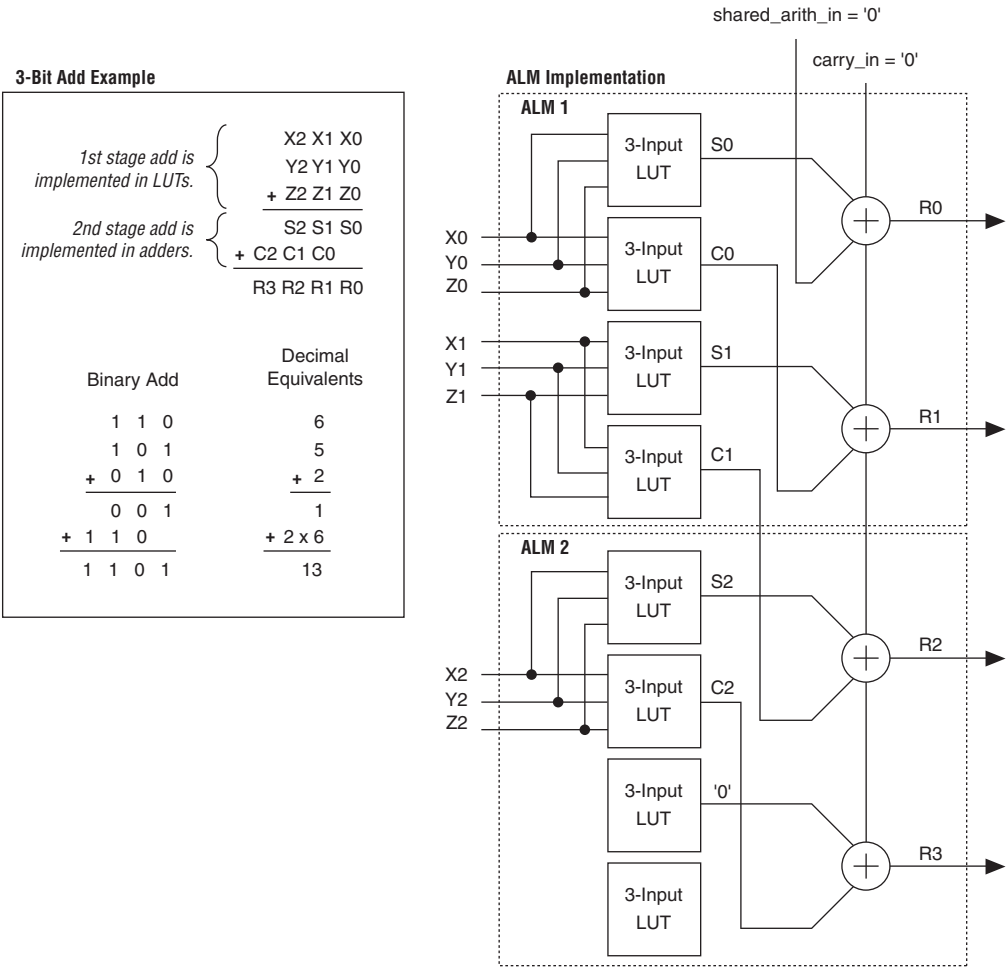 shared_arith_in = '0'
carry_in = '0'
3-Bit Add Example
1st stage add is
implemented in LUTs.
X2 X1 X0
Y2 Y1 Y0
+ Z2 Z1 Z0
2nd stage add is
implemented in adders.
S2 S1 S0
+ C2 C1 C0
R3 R2 R1 R0
Binary Add
1 1 0
1 0 1
+ 0 1 0
0 0 1
+ 1 1 0
1 1 0 1
Decimal
Equivalents
6
5
+ 2
1
+ 2 x 6
13
ALM Implementation
ALM 1
3-Input
LUT
S0
R0
X0
Y0
Z0
3-Input
LUT
C0
X1
Y1
Z1
3-Input
LUT
S1
R1
3-Input
LUT
C1
ALM 2
3-Input
LUT
S2
R2
X2
Y2
Z2
3-Input
LUT
C2
3-Input
LUT
'0'
R3
3-Input
LUT